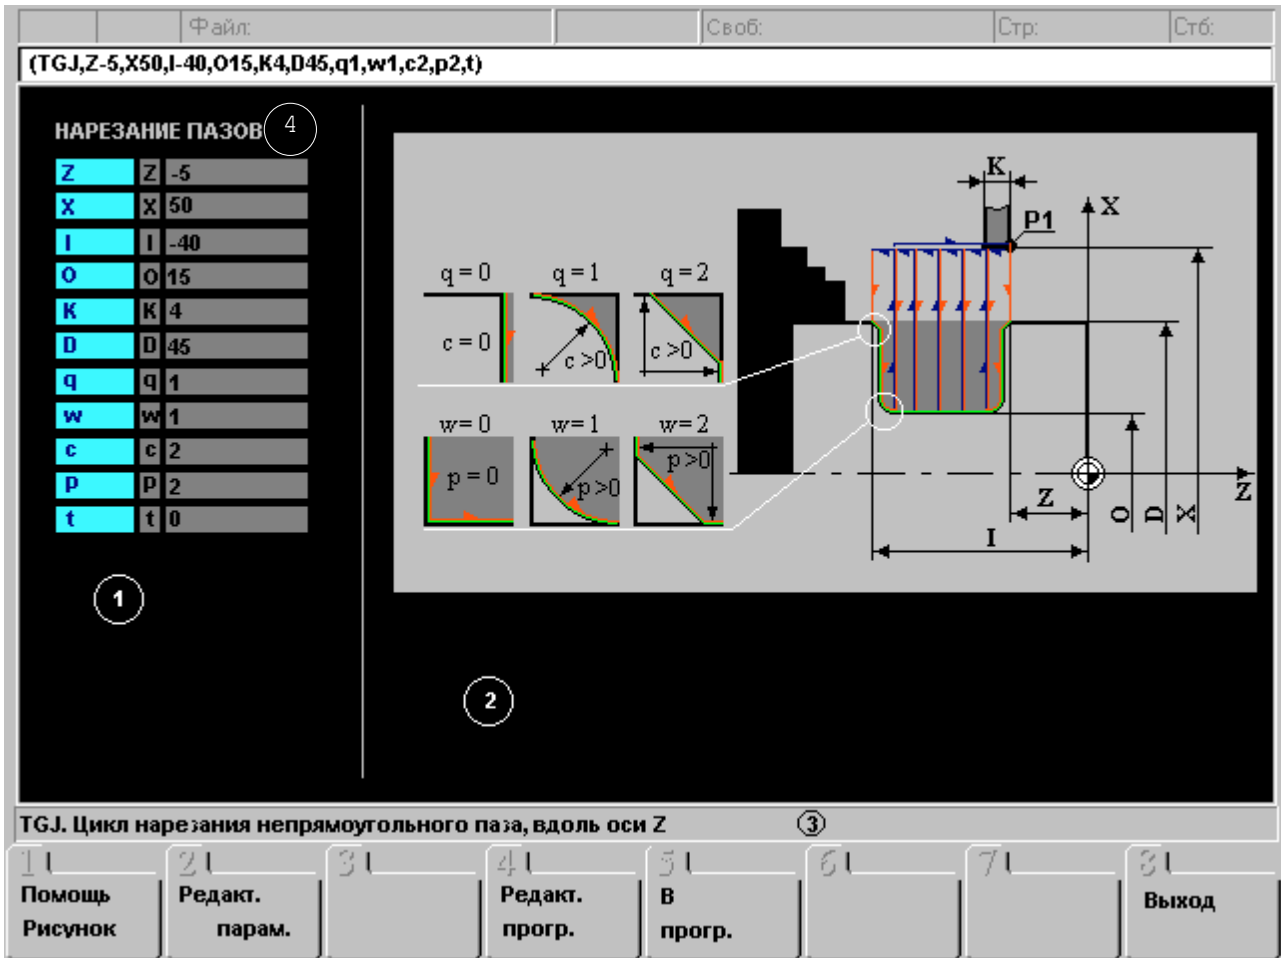 Файл: Своб: Стр: Стб:
(TGJ,Z-5,X50,I-40,O15,K4,D45,q1,w1,c2,p2,t)
НАРЕЗАНИЕ ПАЗОВ 4
Z Z -5
X X 50
I I -40
O O 15
K K 4
D D 45
q q 1
w w 1
c c 2
p p 2
t t 0
1
q = 0 q = 1 q = 2
c = 0 c >0 c >0
w = 0 w = 1 w = 2
p = 0 p >0 p >0
K
P1
X
Z
Z
I
O D X
2
TGJ. Цикл нарезания непрямоугольного паза, вдоль оси Z 3
1 Помощь Рисунок
2 Редакт. парам.
3
4 Редакт. прогр.
5 В прогр.
6
7
8 Выход